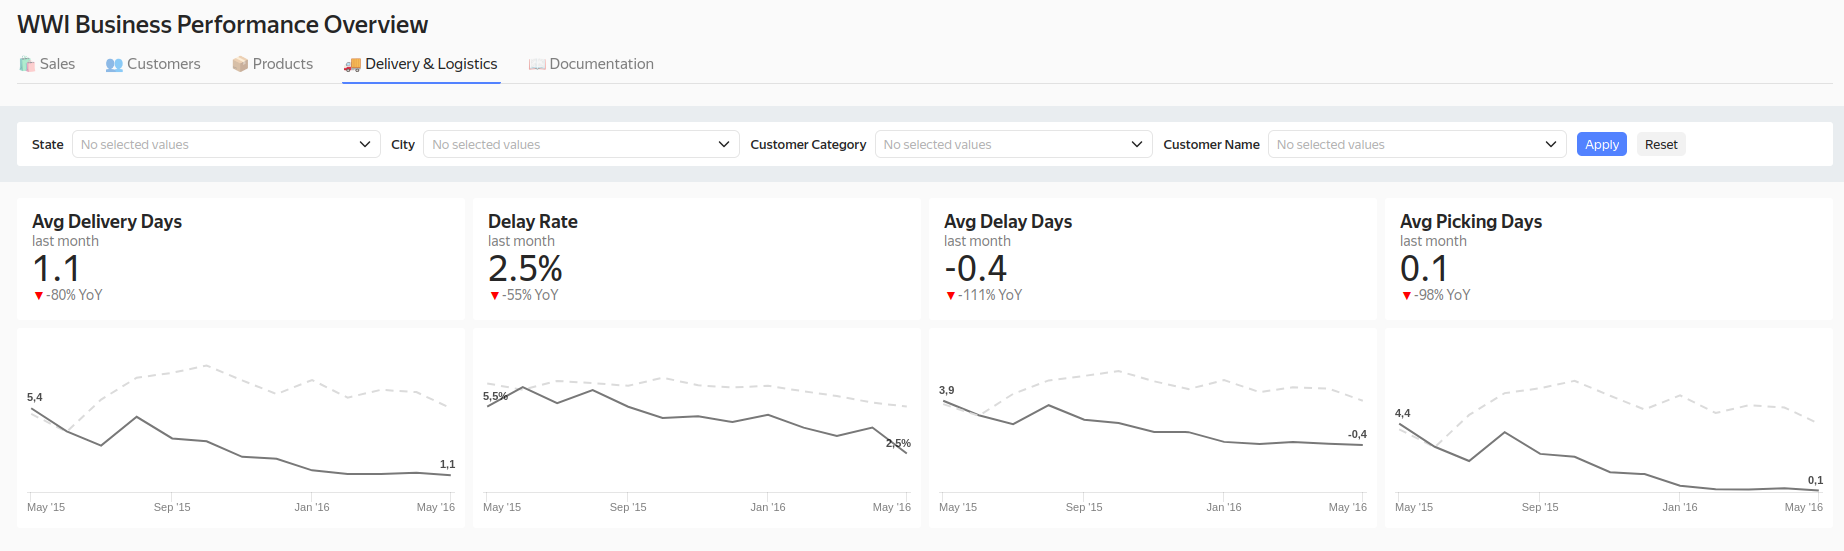 WWI Business Performance Overview
Sales Customers Products Delivery & Logistics Documentation
State No selected values City No selected values Customer Category No selected values Customer Name No selected values Apply Reset
Avg Delivery Days
last month
1.1
▼-80% YoY
Delay Rate
last month
2.5%
▼-55% YoY
Avg Delay Days
last month
-0.4
▼-111% YoY
Avg Picking Days
last month
0.1
▼-98% YoY
5,4
1,1
May '15 Sep '15 Jan '16 May '16
5,5%
2,5%
May '15 Sep '15 Jan '16 May '16
3,9
-0,4
May '15 Sep '15 Jan '16 May '16
4,4
0,1
May '15 Sep '15 Jan '16 May '16